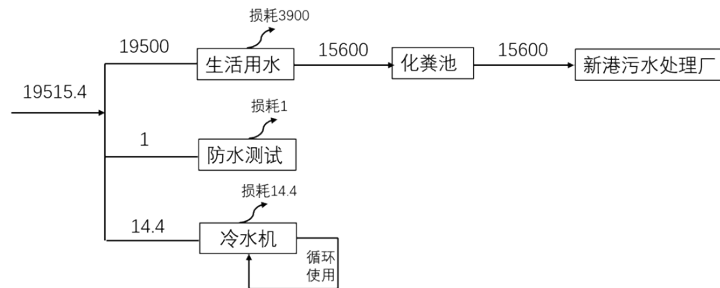 损耗3900
19500
生活用水
15600
化粪池
15600
新港污水处理厂
19515.4
损耗1
1
防水测试
损耗14.4
14.4
冷水机
循环
使用